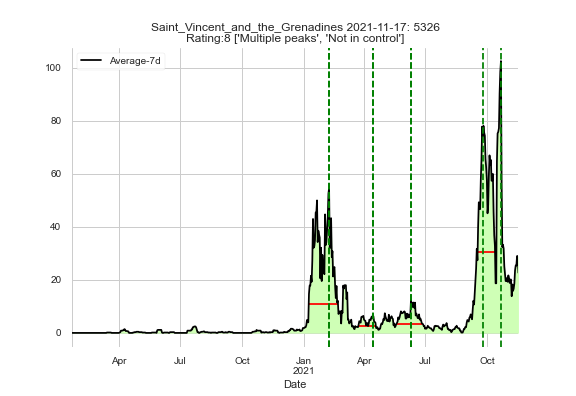 Saint_Vincent_and_the_Grenadines 2021-11-17: 5326
Rating:8 ['Multiple peaks', 'Not in control']
Average-7d
100
80
60
40
20
0
Apr Jul Oct Jan Apr Jul Oct
2021
Date